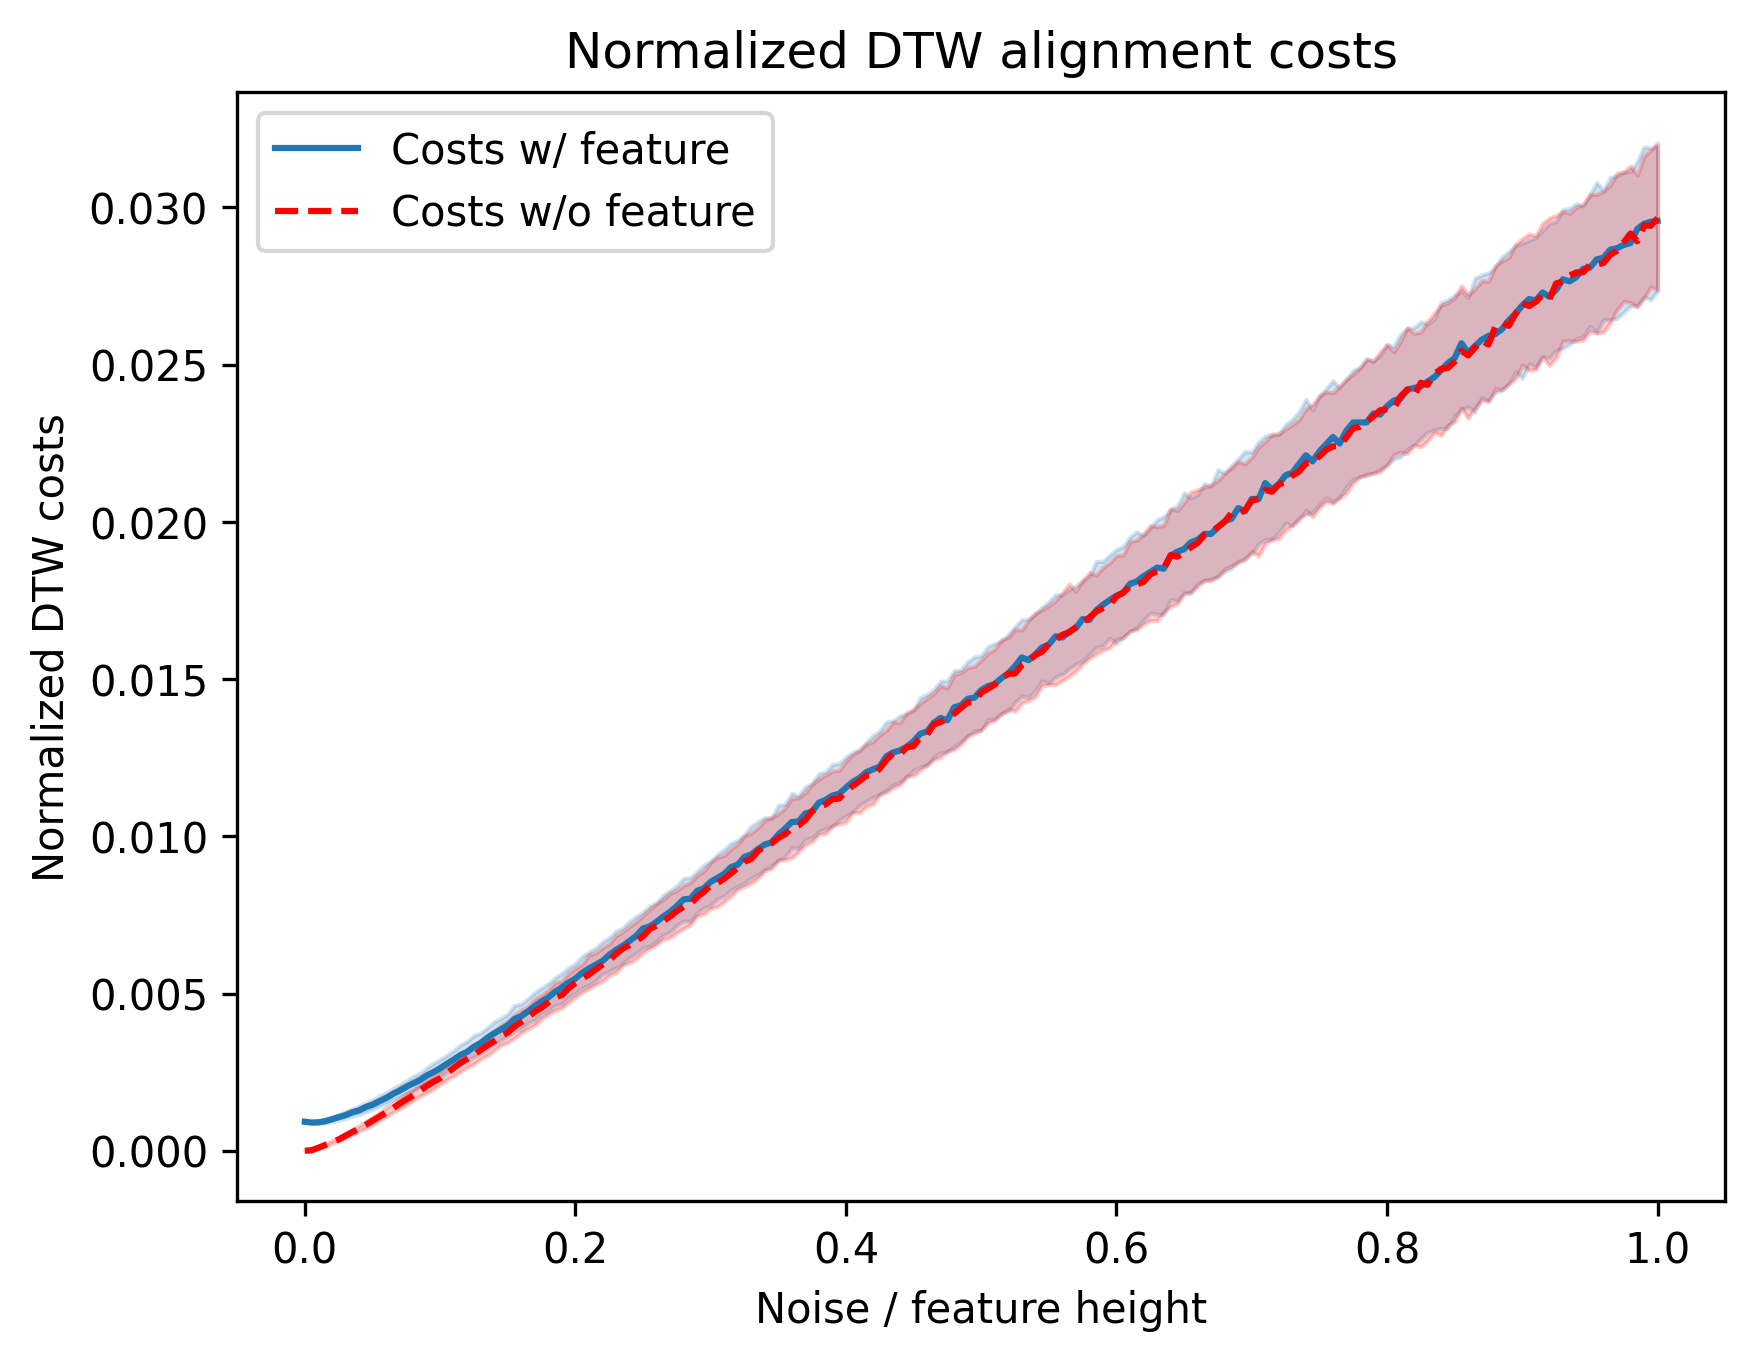 Normalized DTW alignment costs
Costs w/ feature
Costs w/o feature
Normalized DTW costs
0.030
0.025
0.020
0.015
0.010
0.005
0.000
0.0 0.2 0.4 0.6 0.8 1.0
Noise / feature height